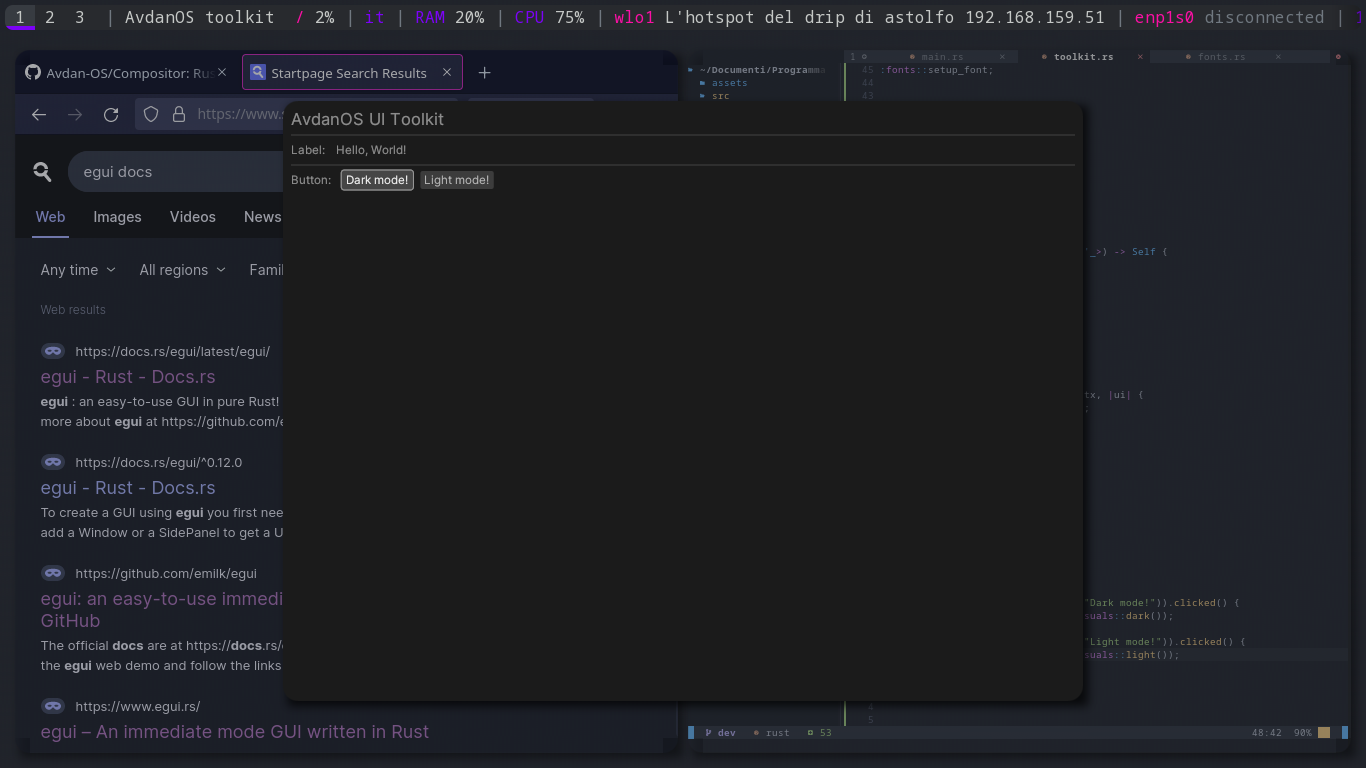 1 2 3 | AvdanOS toolkit / 2% | it | RAM 20% | CPU 75% | wlo1 L'hotspot del drip di astolfo 192.168.159.51 | enp1s0 disconnected |
Avdan-OS/Compositor: Rus
Startpage Search Results
https://www.s
egui docs
Web Images Videos News
Any time All regions Famil
Web results
https://docs.rs/egui/latest/egui/
egui - Rust - Docs.rs
egui : an easy-to-use GUI in pure Rust!
more about egui at https://github.com/e
https://docs.rs/egui/^0.12.0
egui - Rust - Docs.rs
To create a GUI using egui you first nee
add a Window or a SidePanel to get a U
https://github.com/emilk/egui
egui: an easy-to-use immedi
GitHub
The official docs are at https://docs.rs/
the egui web demo and follow the links
https://www.egui.rs/
egui – An immediate mode GUI written in Rust
AvdanOS UI Toolkit
Label: Hello, World!
Button: Dark mode! Light mode!
~/Documenti/Programma
assets
src
1 main.rs toolkit.rs fonts.rs
45 :fonts::setup_font;
44
43
'_>) -> Self {
tx, |ui| {
;
"Dark mode!")).clicked() {
suals::dark());
"Light mode!")).clicked() {
suals::light());
1
5
dev rust 53 48:42 90%